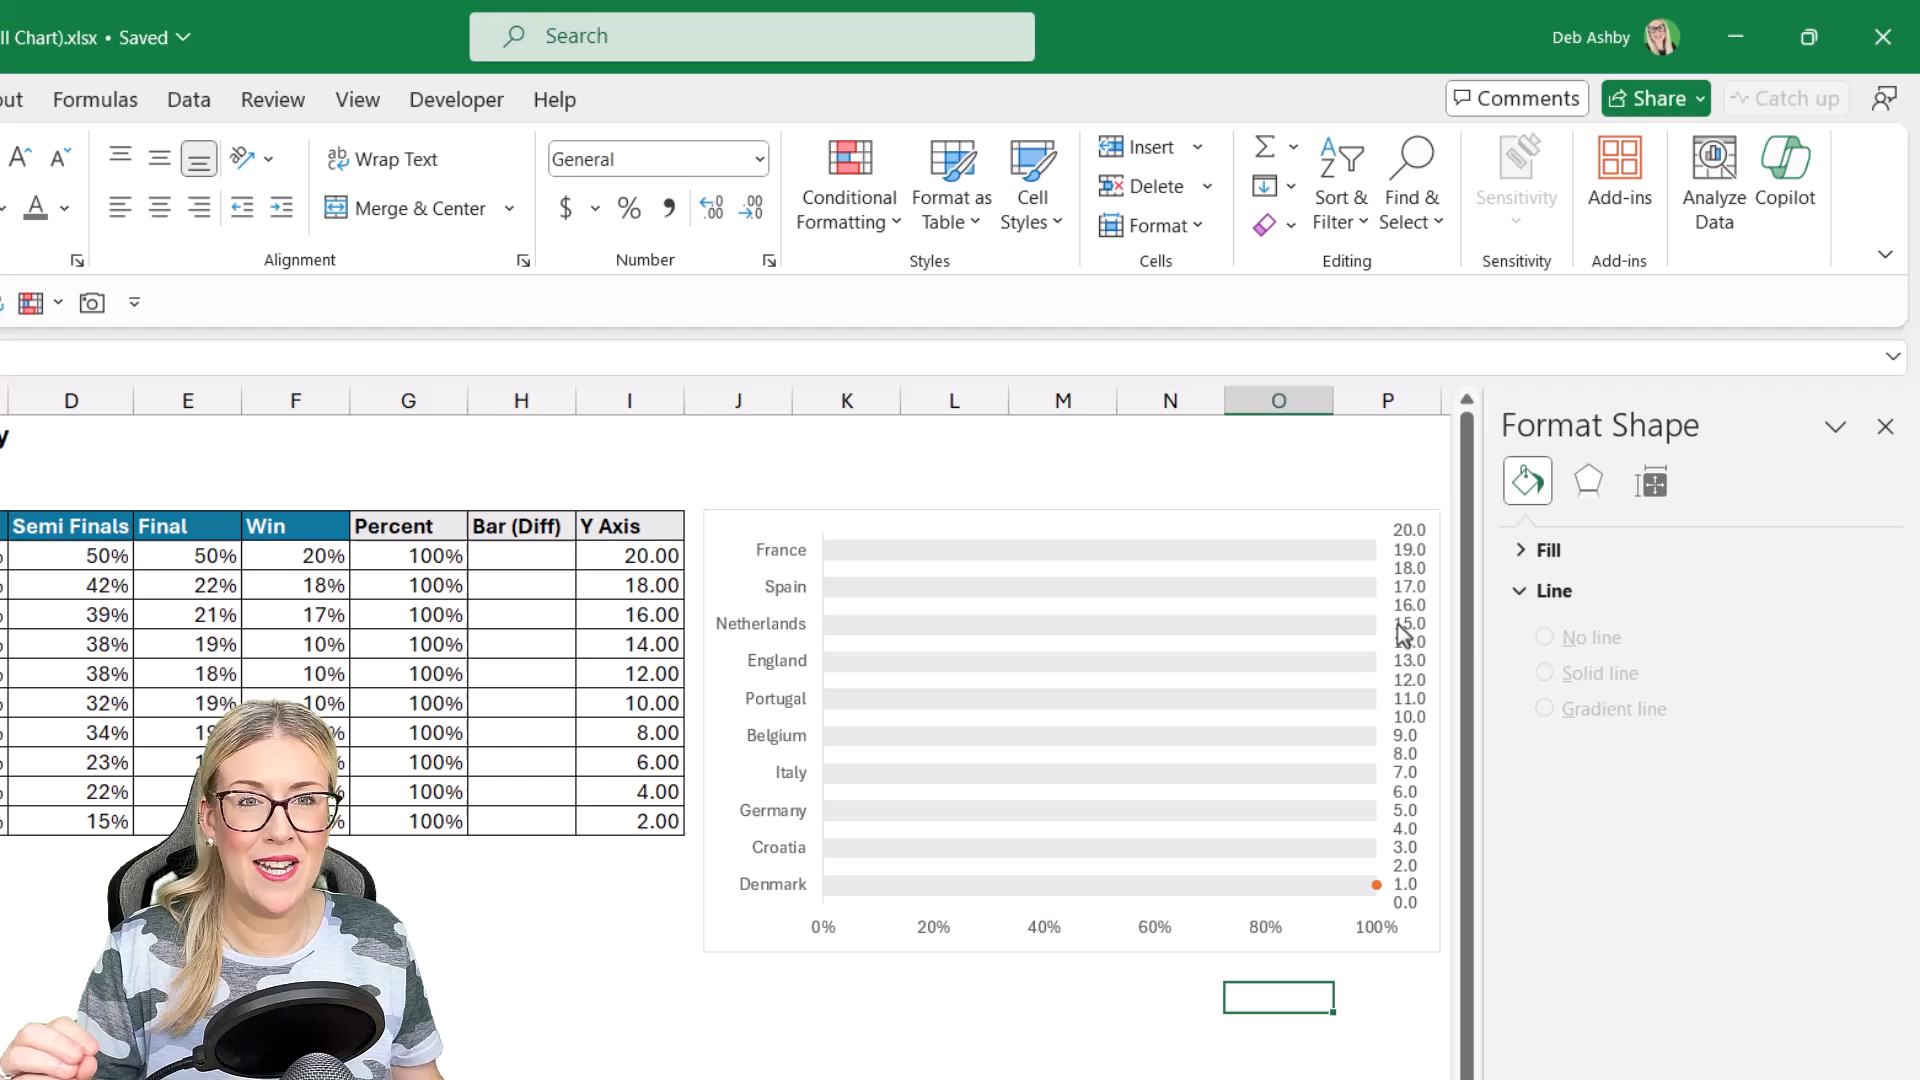 ll Chart).xlsx • Saved
Search
Deb Ashby
out Formulas Data Review View Developer Help
Comments Share Catch up
Wrap Text
General
Merge & Center
Conditional Formatting
Format as Table
Cell Styles
Insert
Delete
Format
Sort & Filter
Find & Select
Sensitivity
Add-ins
Analyze Data
Copilot
Alignment Number Styles Cells Editing Sensitivity Add-ins
D E F G H I J K L M N O P
y
Semi Finals Final Win Percent Bar (Diff) Y Axis
50% 50% 20% 100% 20.00
42% 22% 18% 100% 18.00
39% 21% 17% 100% 16.00
38% 19% 10% 100% 14.00
38% 18% 10% 100% 12.00
32% 19% 10% 100% 10.00
34% 100% 8.00
23% 100% 6.00
22% 100% 4.00
15% 100% 2.00
France
Spain
Netherlands
England
Portugal
Belgium
Italy
Germany
Croatia
Denmark
20.0
19.0
18.0
17.0
16.0
15.0
13.0
12.0
11.0
10.0
9.0
8.0
7.0
6.0
5.0
4.0
3.0
2.0
1.0
0.0
0% 20% 40% 60% 80% 100%
Format Shape
Fill
Line
No line
Solid line
Gradient line